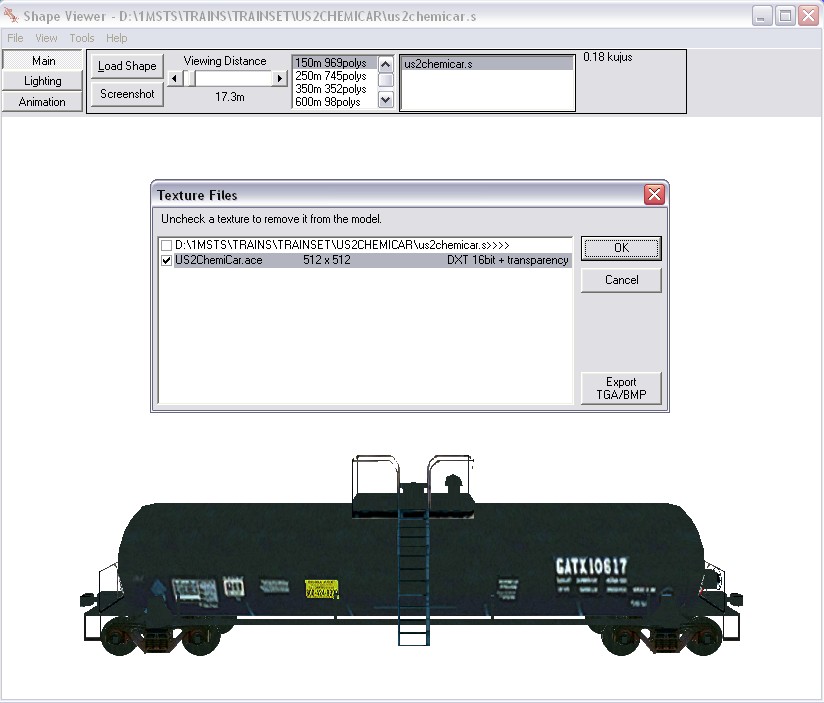 Shape Viewer - D:\1MSTS\TRAINS\TRAINSET\US2CHEMICAR\us2chemicar.s
File View Tools Help
Main
Lighting
Animation
Load Shape
Screenshot
Viewing Distance
17.3m
150m 969polys
250m 745polys
350m 352polys
600m 98polys
us2chemicar.s
0.18 kujus
Texture Files
Uncheck a texture to remove it from the model.
D:\1MSTS\TRAINS\TRAINSET\US2CHEMICAR\us2chemicar.s>>>>
US2ChemiCar.ace 512 x 512 DXT 16bit + transparency
OK
Cancel
Export
TGA/BMP
GATX10617